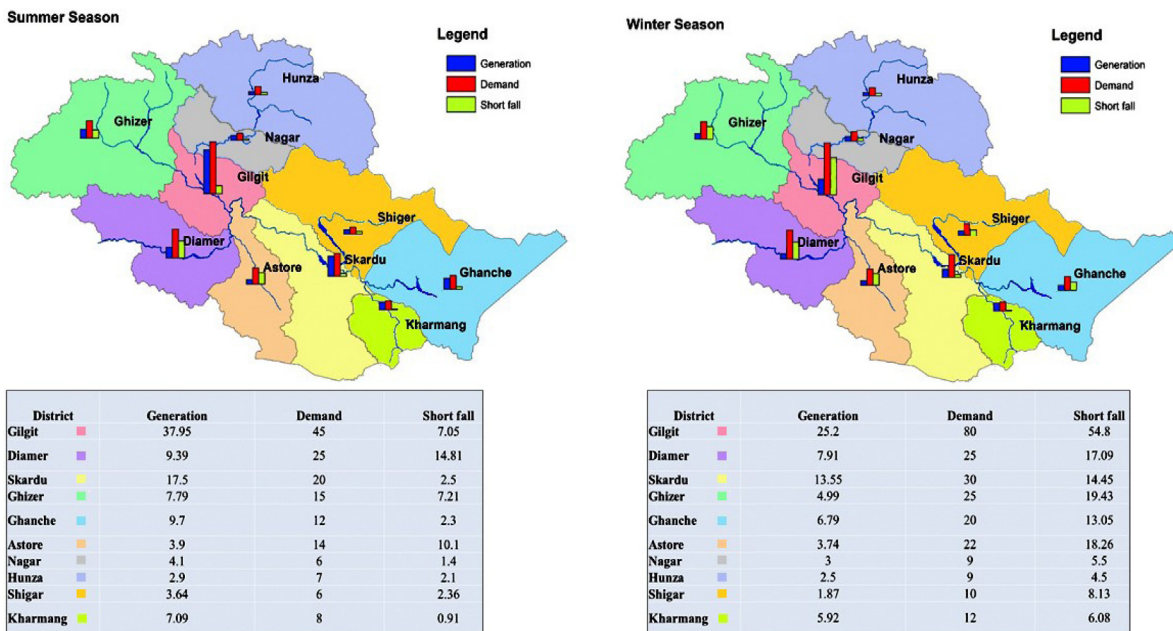 Summer Season
Legend
Generation
Demand
Short fall
Hunza
Ghizer
Nagar
Gilgit
Shiger
Diamer
Skardu
Astore
Ghanche
Kharmang
District Generation Demand Short fall
Gilgit 37.95 45 7.05
Diamer 9.39 25 14.81
Skardu 17.5 20 2.5
Ghizer 7.79 15 7.21
Ghanche 9.7 12 2.3
Astore 3.9 14 10.1
Nagar 4.1 6 1.4
Hunza 2.9 7 2.1
Shigar 3.64 6 2.36
Kharmang 7.09 8 0.91
Winter Season
Legend
Generation
Demand
Short fall
Hunza
Ghizer
Nagar
Gilgit
Shiger
Diamer
Skardu
Astore
Ghanche
Kharmang
District Generation Demand Short fall
Gilgit 25.2 80 54.8
Diamer 7.91 25 17.09
Skardu 13.55 30 14.45
Ghizer 4.99 25 19.43
Ghanche 6.79 20 13.05
Astore 3.74 22 18.26
Nagar 3 9 5.5
Hunza 2.5 9 4.5
Shigar 1.87 10 8.13
Kharmang 5.92 12 6.08